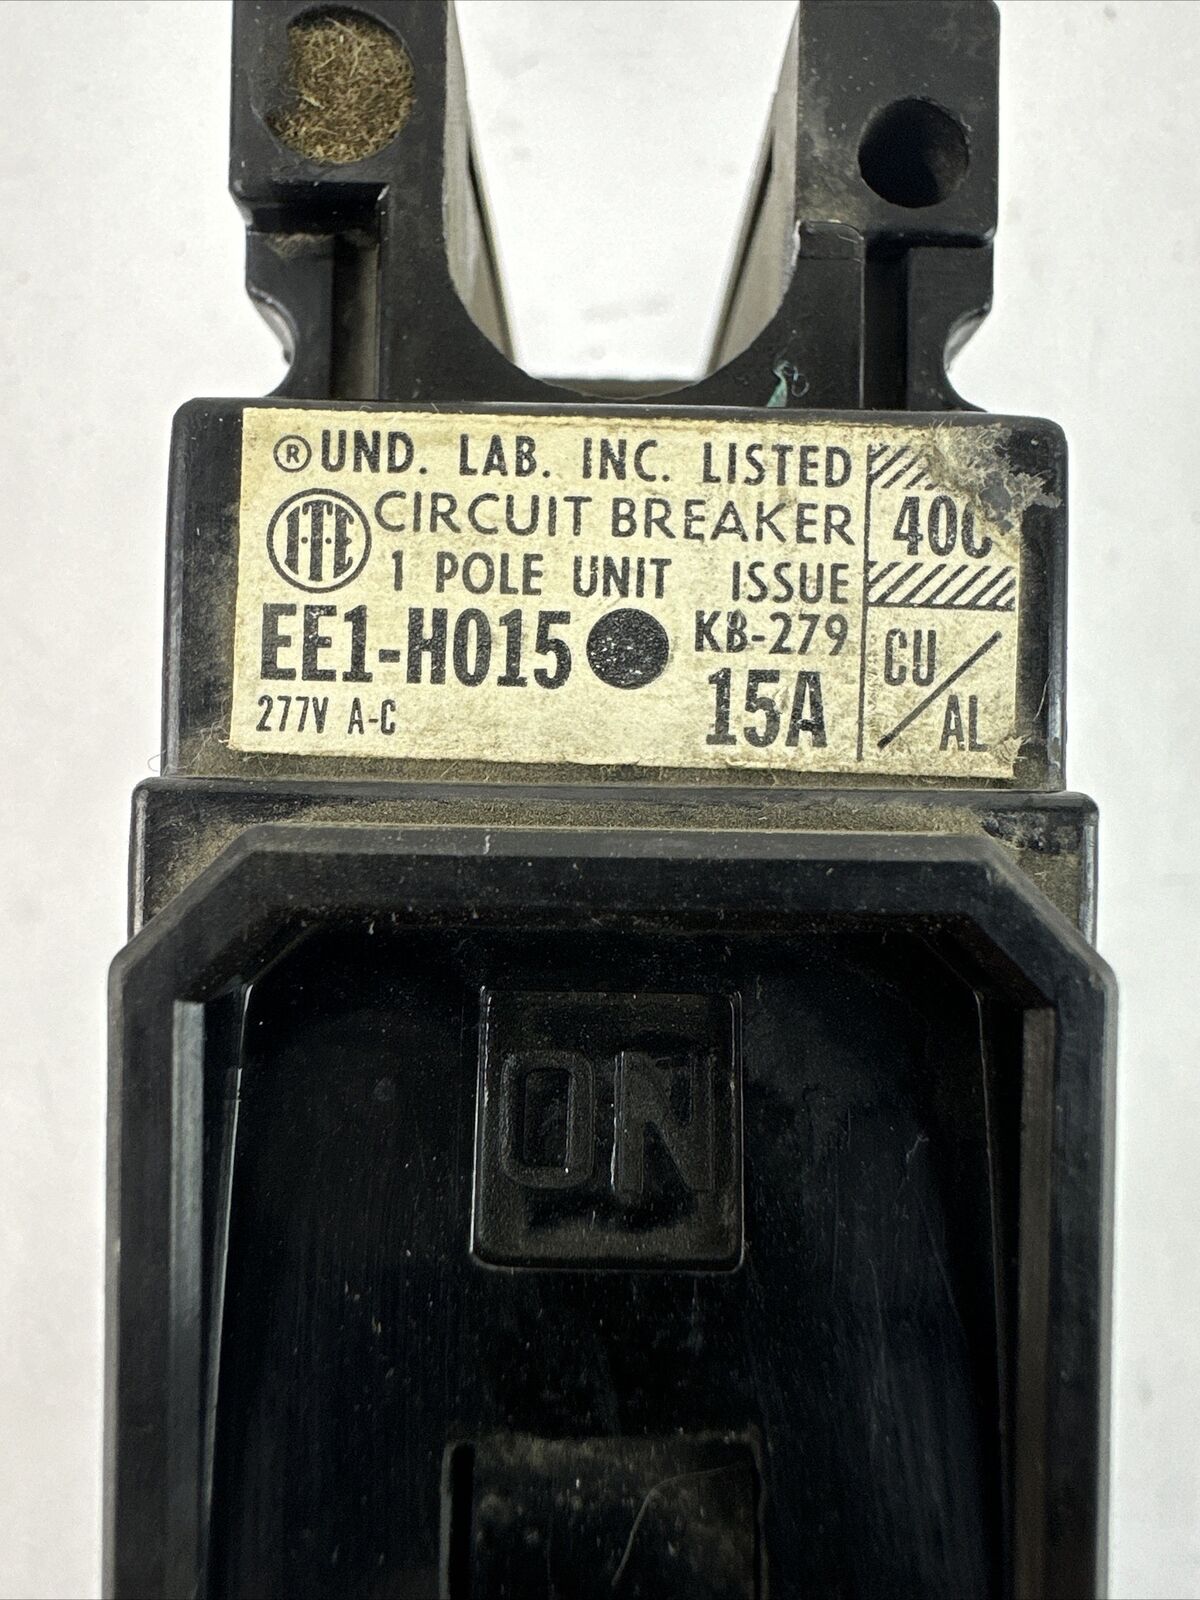 ® UND. LAB. INC. LISTED
I-T-E CIRCUIT BREAKER
1 POLE UNIT ISSUE
EE1-H015 KB-279
277V A-C 15A
40C
CU/AL
ON